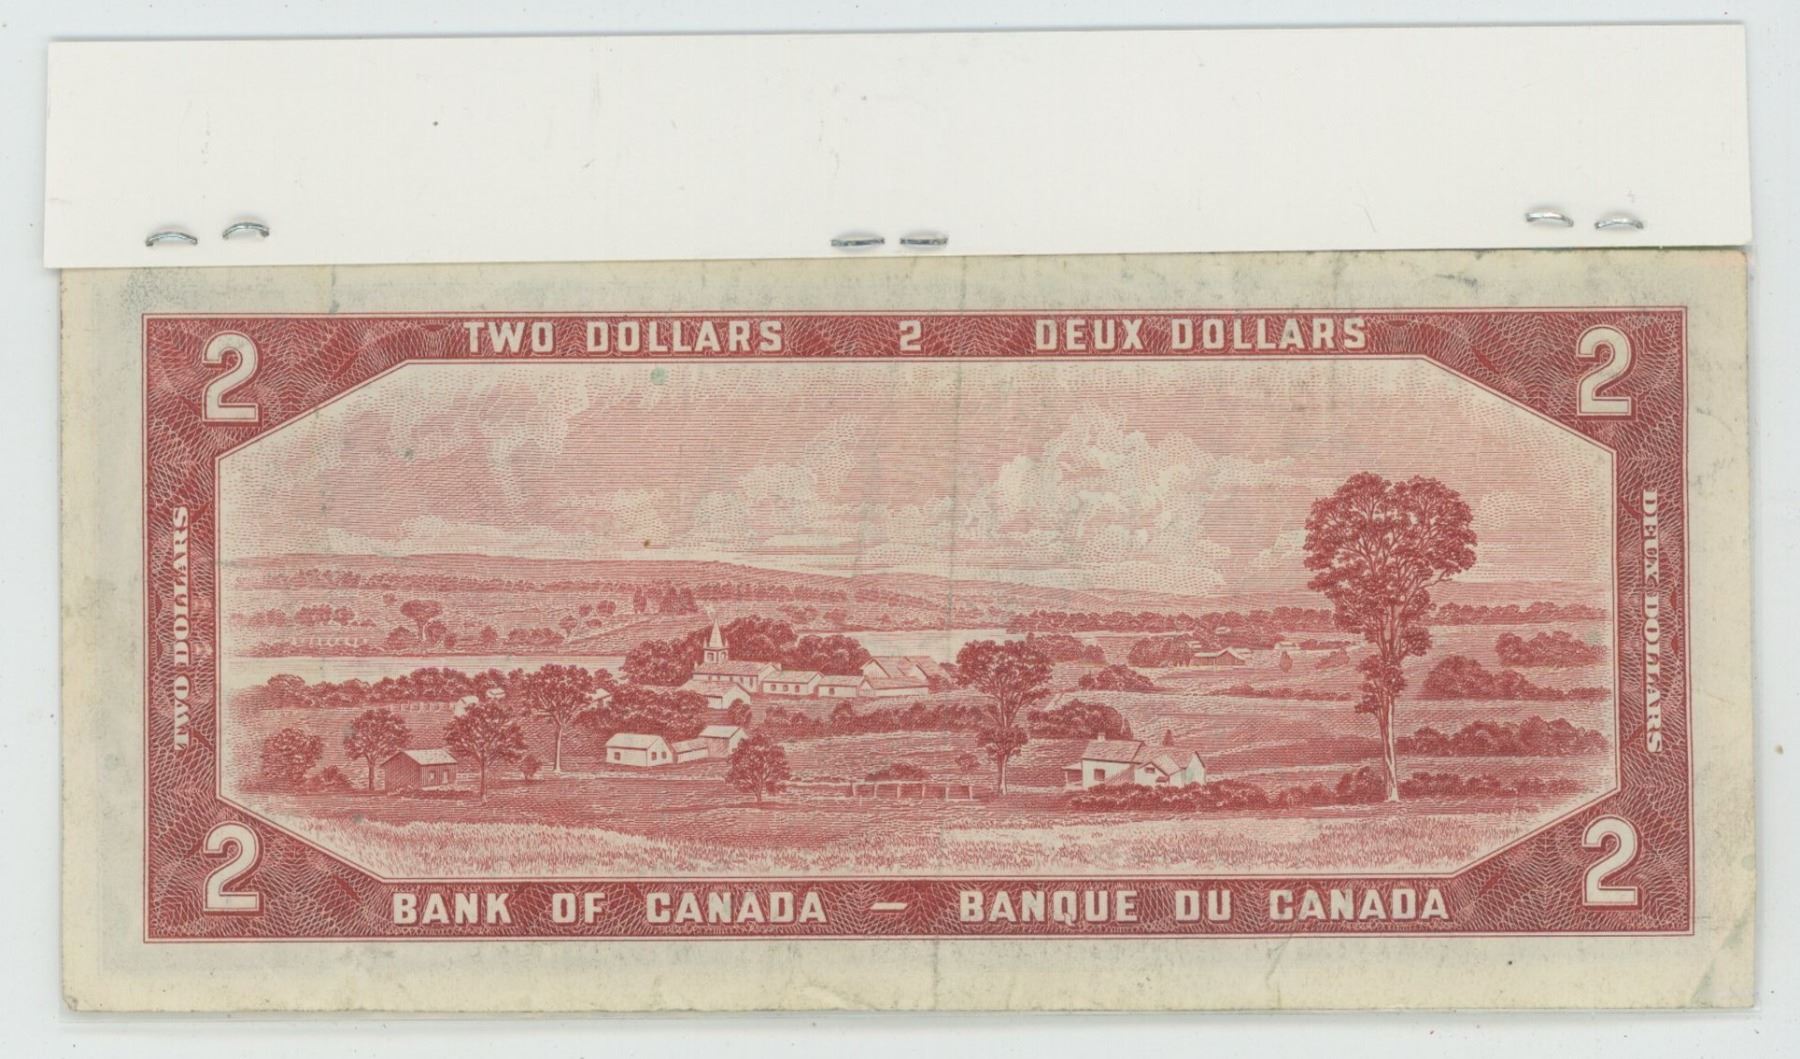 TWO DOLLARS 2 DEUX DOLLARS
2 2
TWO DOLLARS
DEUX DOLLARS
2 2
BANK OF CANADA — BANQUE DU CANADA